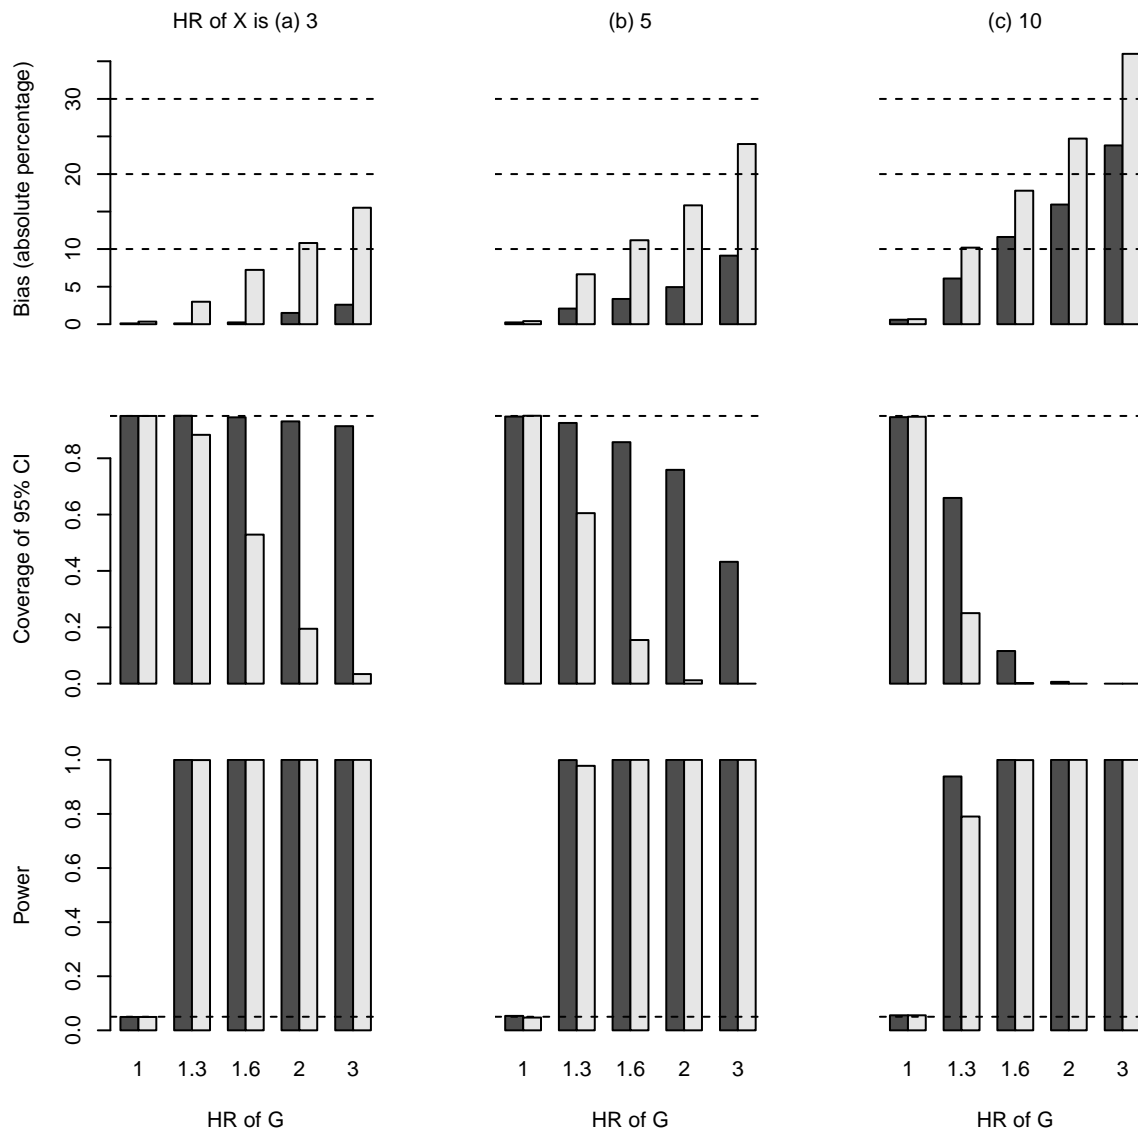 HR of X is (a) 3
(b) 5
(c) 10
Bias (absolute percentage)
30
20
10
5
0
Coverage of 95% CI
0.8
0.6
0.4
0.2
0.0
Power
1.0
0.8
0.6
0.4
0.2
0.0
1 1.3 1.6 2 3
1 1.3 1.6 2 3
1 1.3 1.6 2 3
HR of G
HR of G
HR of G